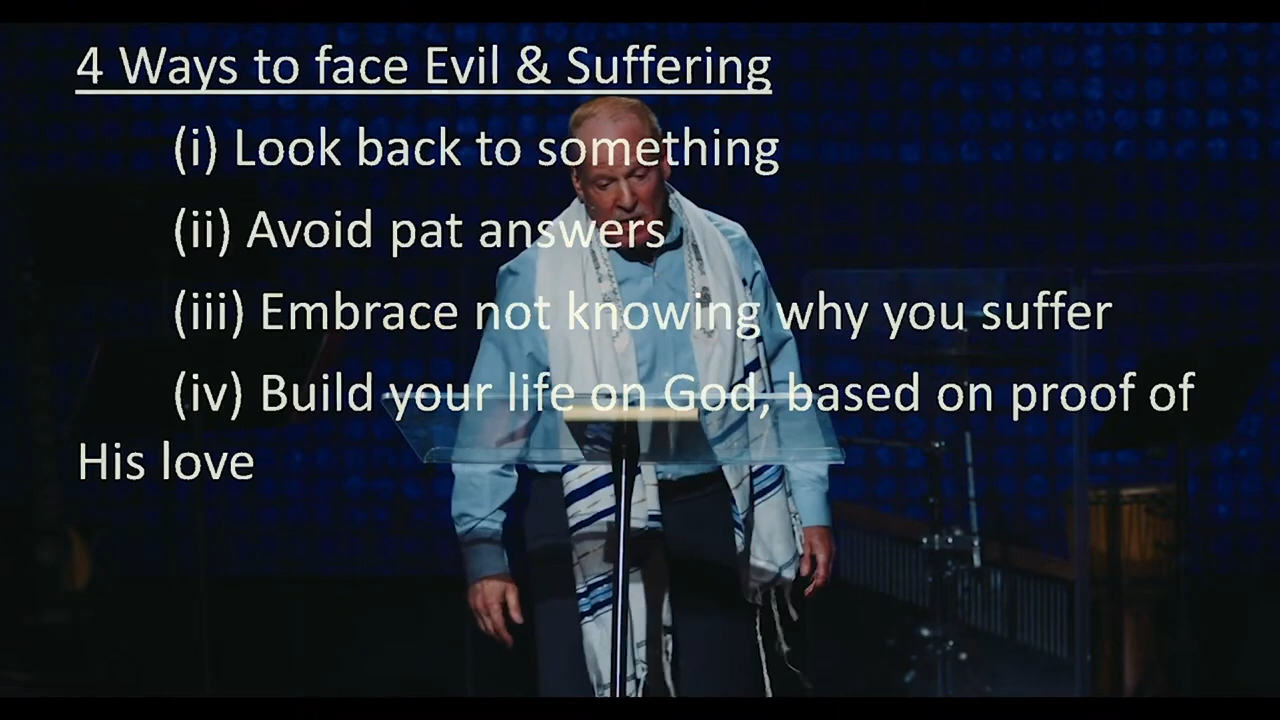 4 Ways to face Evil & Suffering
(i) Look back to something
(ii) Avoid pat answers
(iii) Embrace not knowing why you suffer
(iv) Build your life on God, based on proof of
His love